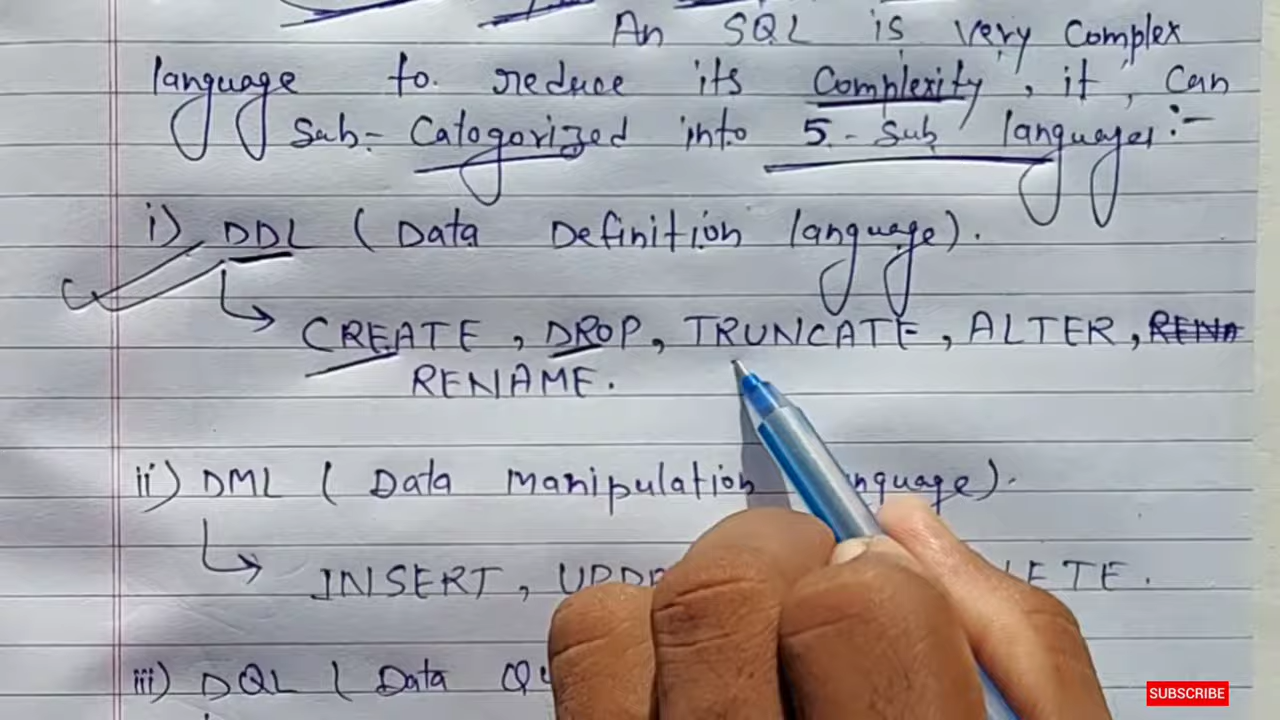 An SQL is very Complex
language to reduce its Complexity, it, can
Sub-Catogorized into 5-Sub languages:-
i) DDL (Data Definition language).
CREATE, DROP, TRUNCATE, ALTER,
RENAME.
ii) DML (Data manipulation
INSERT,
iii) DQL (Data
SUBSCRIBE